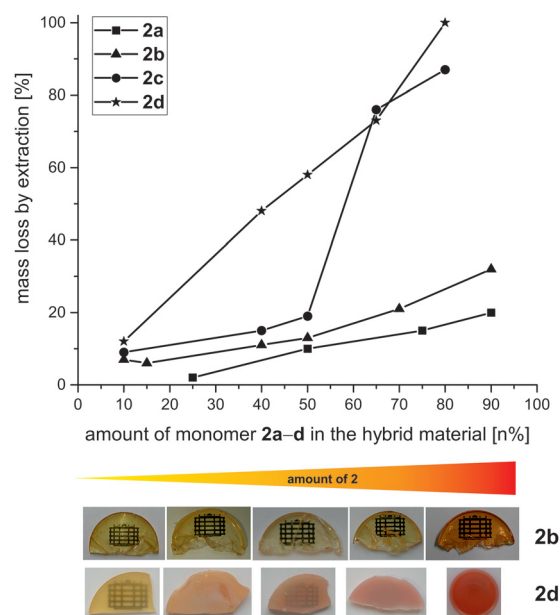 100
80
60
40
20
0
mass loss by extraction [%]
2a
2b
2c
2d
0 10 20 30 40 50 60 70 80 90 100
amount of monomer 2a–d in the hybrid material [n%]
amount of 2
2b
2d